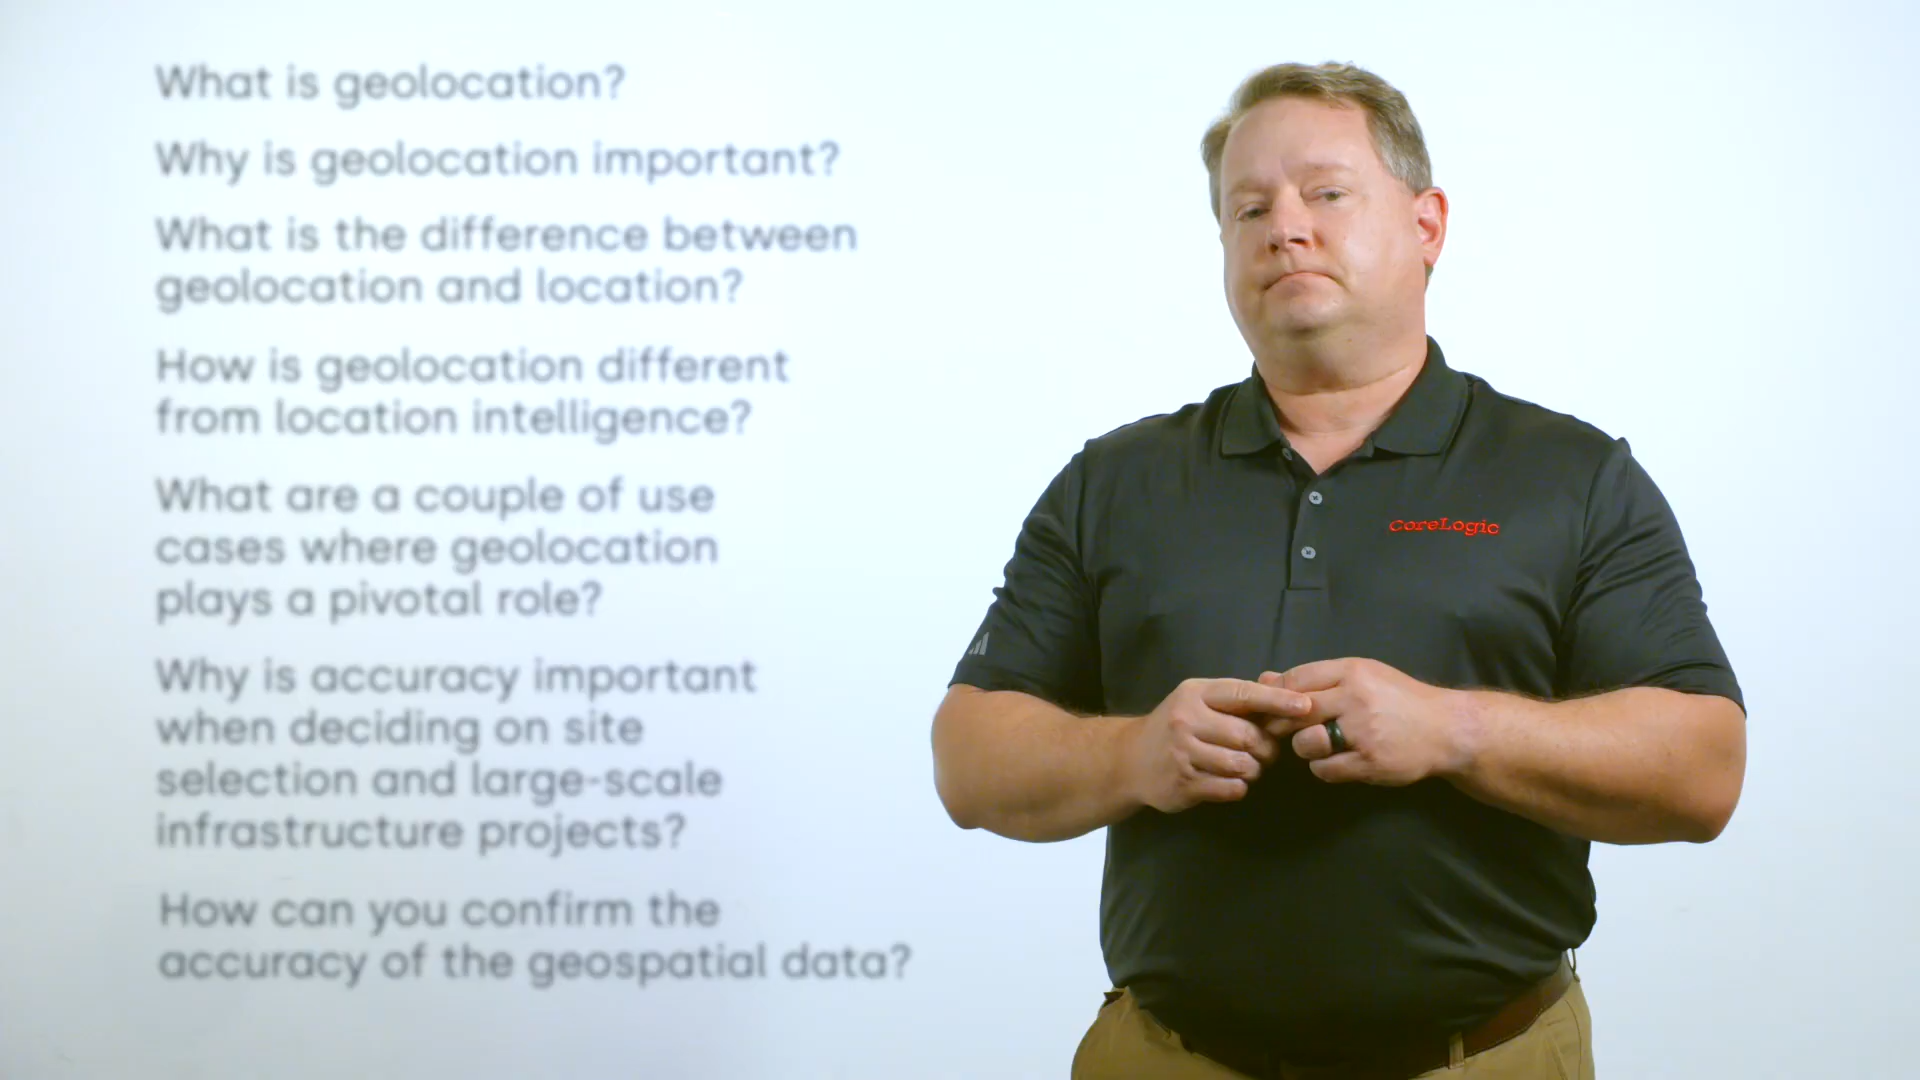 What is geolocation?
Why is geolocation important?
What is the difference between
geolocation and location?
How is geolocation different
from location intelligence?
What are a couple of use
cases where geolocation
plays a pivotal role?
Why is accuracy important
when deciding on site
selection and large-scale
infrastructure projects?
How can you confirm the
accuracy of the geospatial data?
CoreLogic